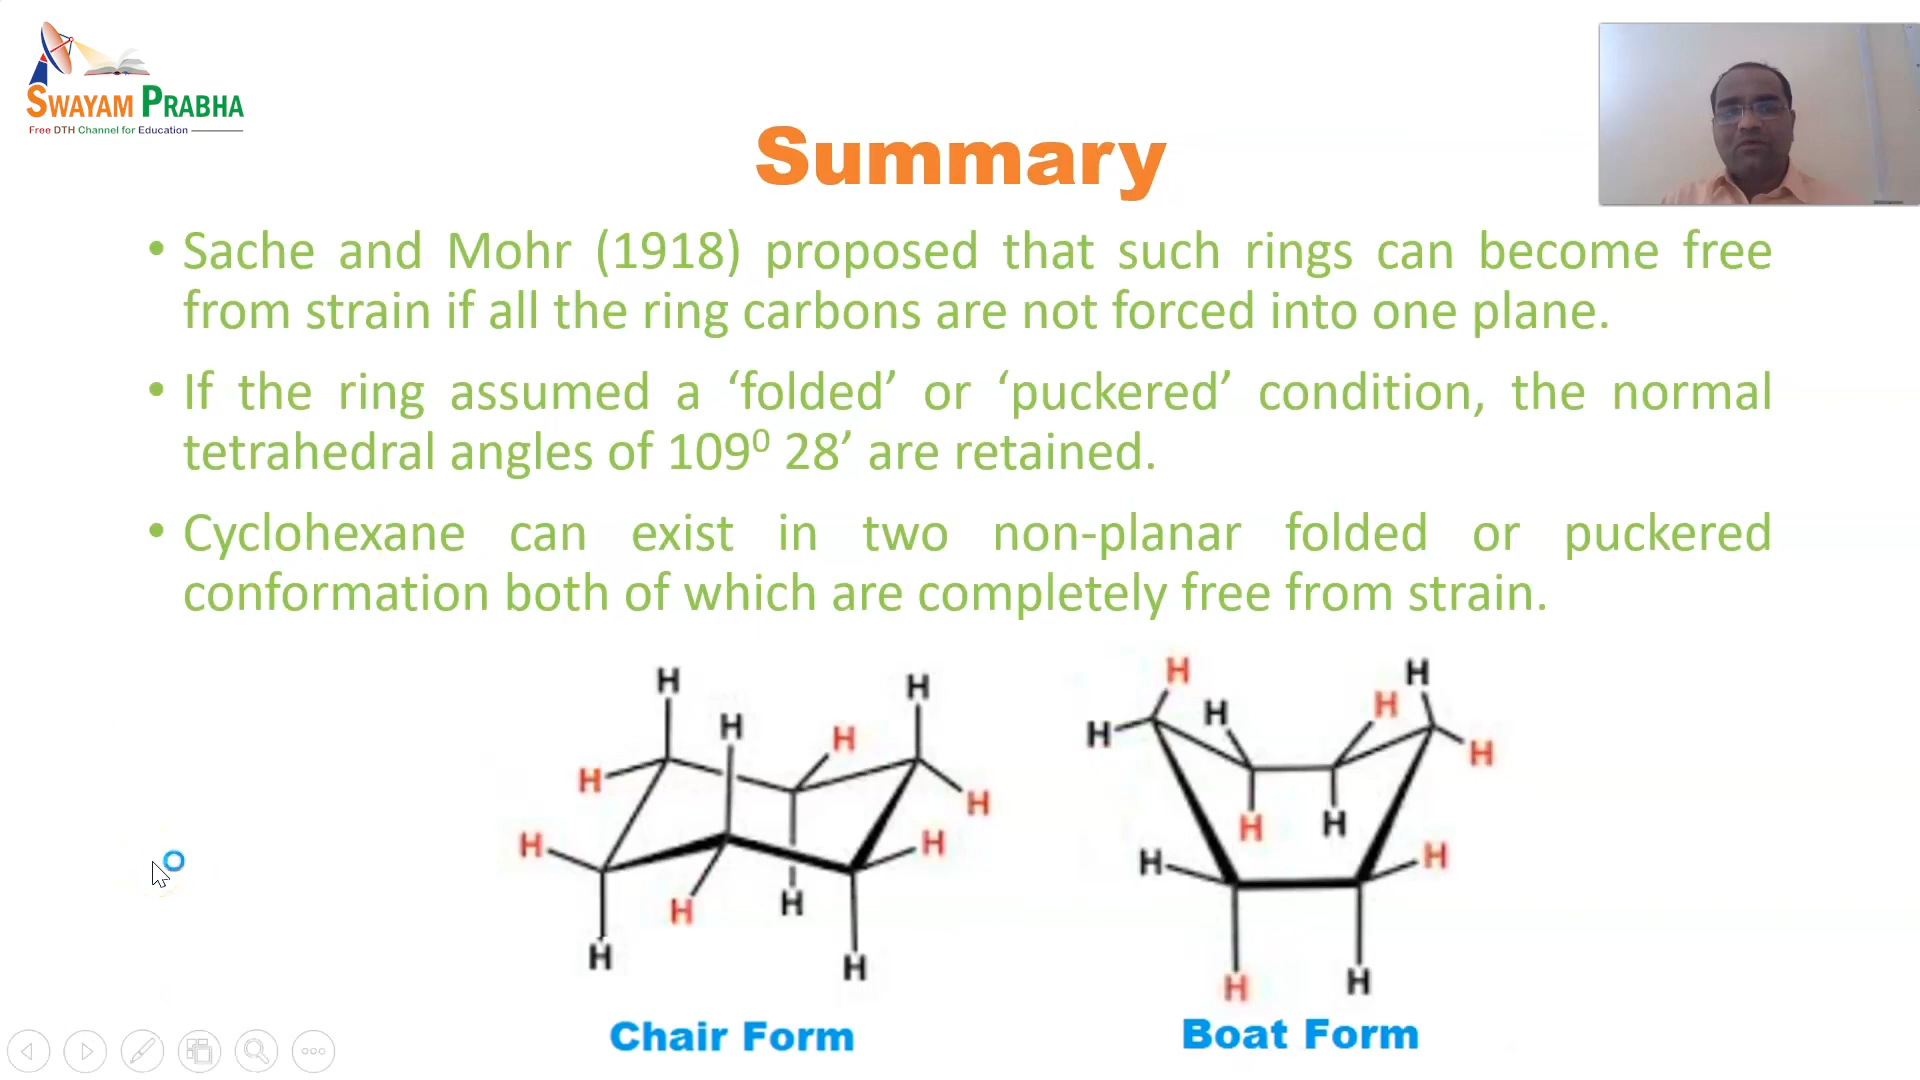 SWAYAM PRABHA
Free DTH Channel for Education
Summary
• Sache and Mohr (1918) proposed that such rings can become free
from strain if all the ring carbons are not forced into one plane.
• If the ring assumed a ‘folded’ or ‘puckered’ condition, the normal
tetrahedral angles of 109⁰ 28’ are retained.
• Cyclohexane can exist in two non-planar folded or puckered
conformation both of which are completely free from strain.
H H H H
H H H H H
H H H
H H H H H
H H H H
H H H
Chair Form Boat Form